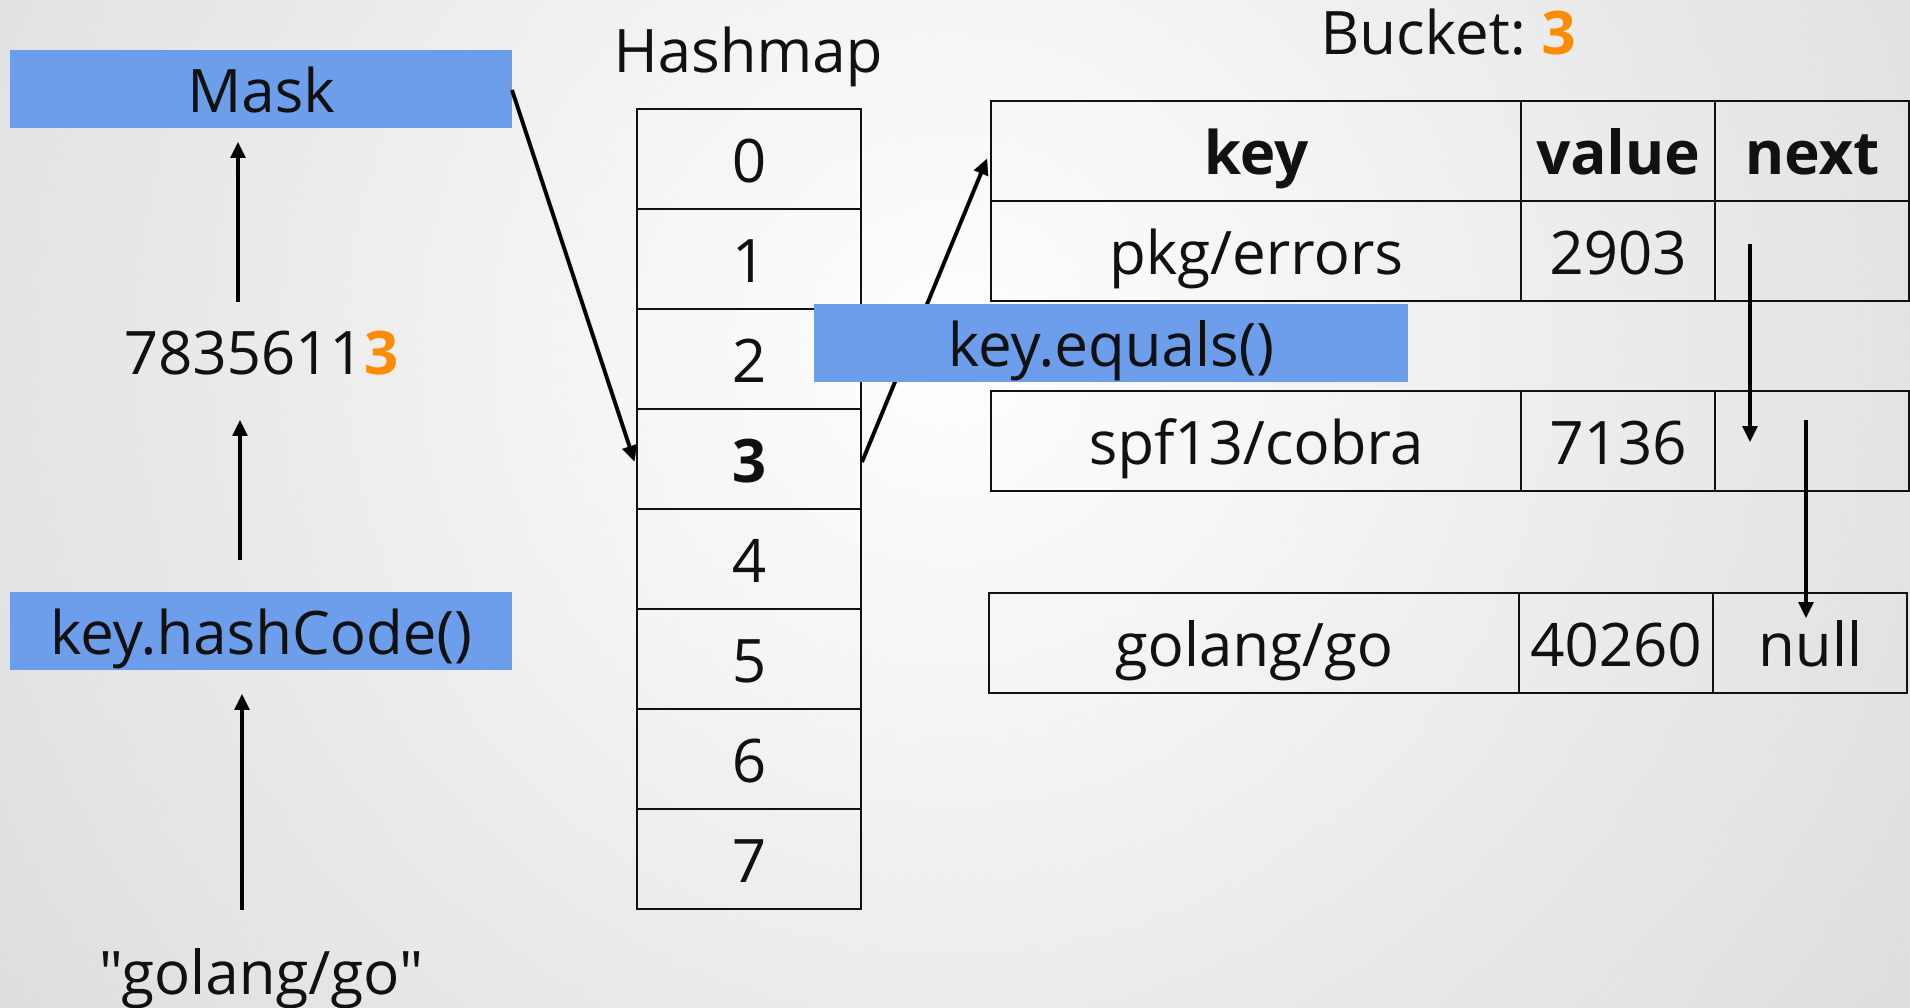 Mask
78356113
key.hashCode()
"golang/go"
Hashmap
0
1
2
3
4
5
6
7
Bucket: 3
key value next
pkg/errors 2903
key.equals()
spf13/cobra 7136
golang/go 40260 null